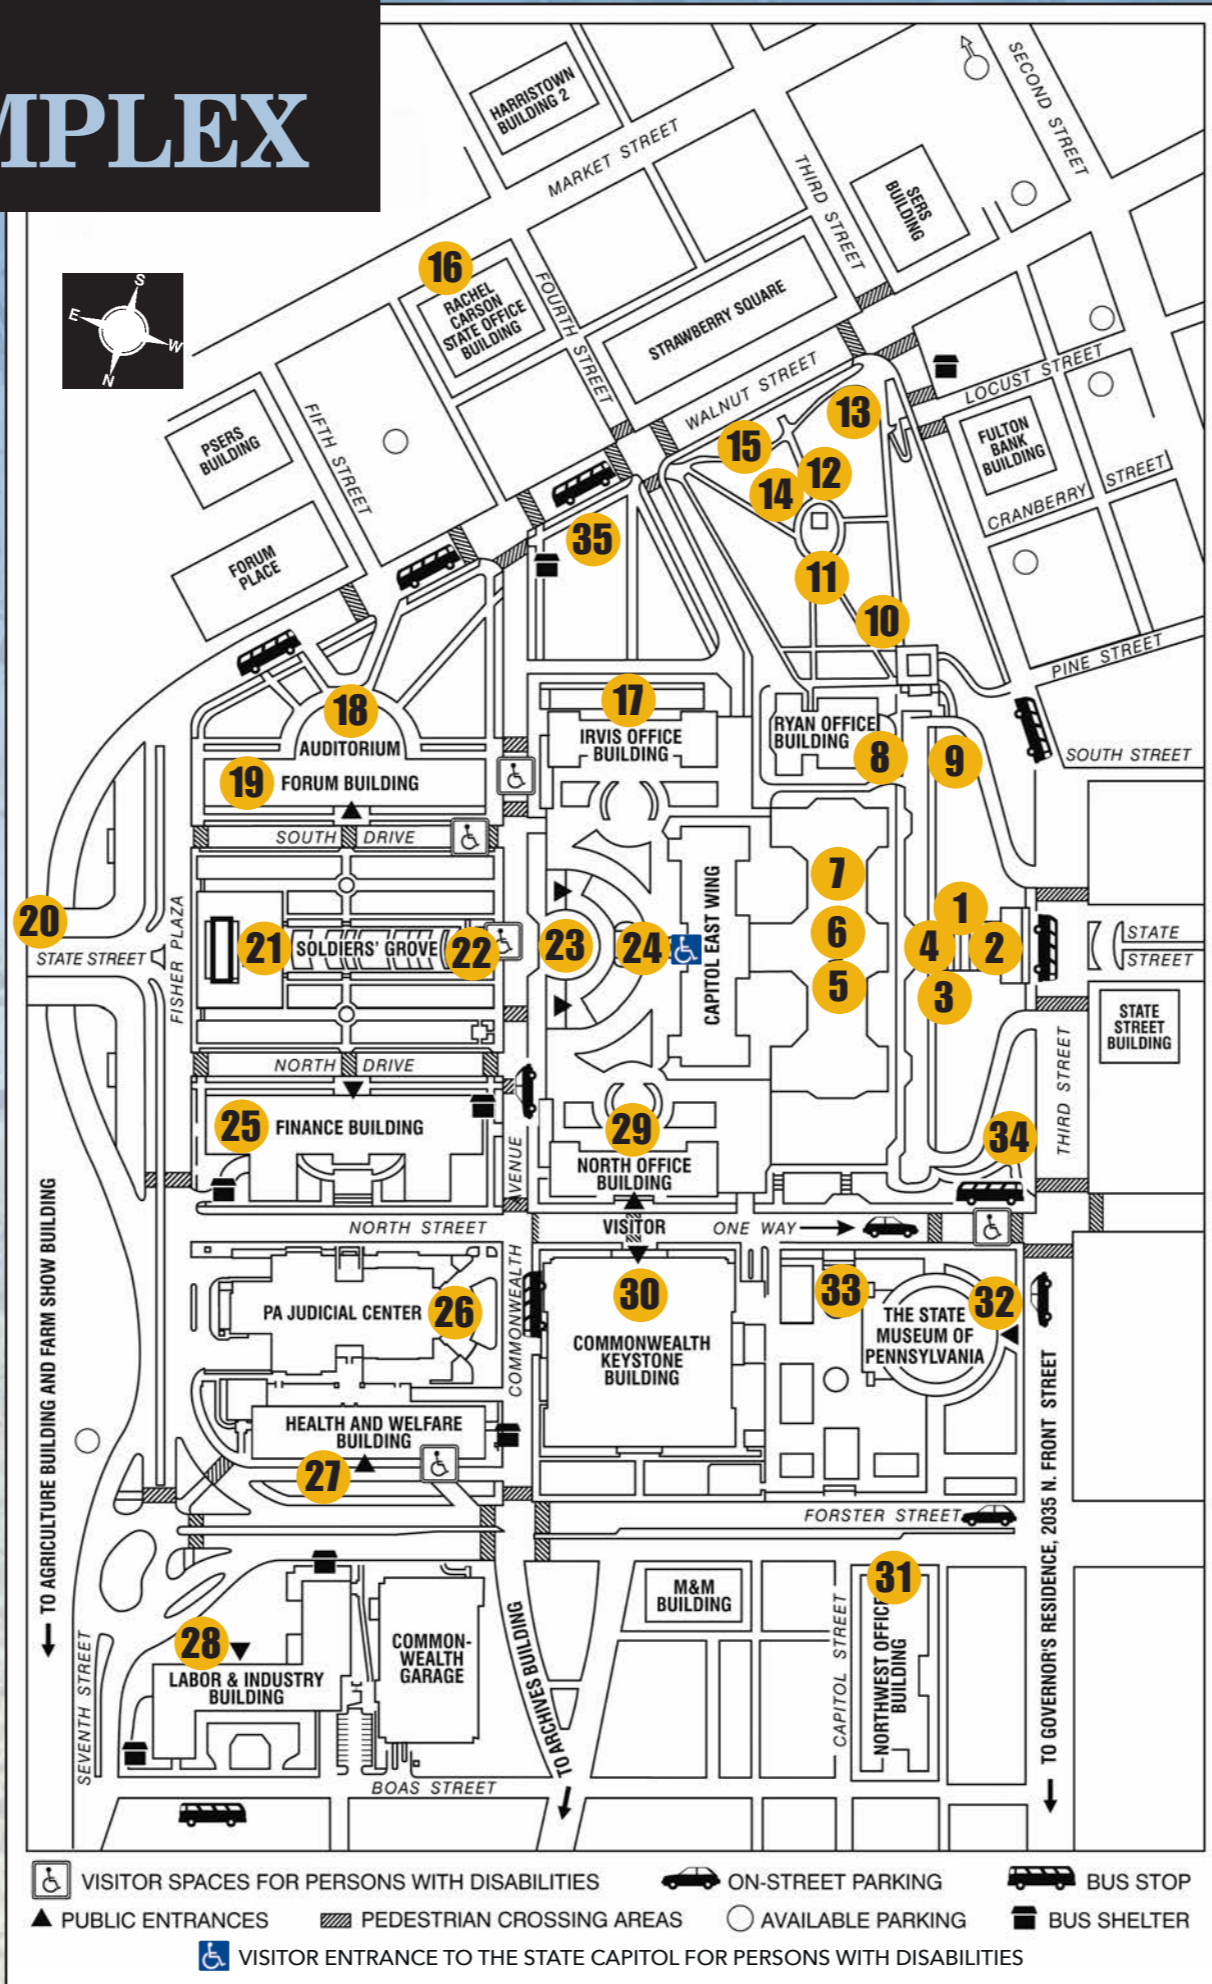 MPLEX
S
E
W
N
HARRISTOWN
BUILDING 2
MARKET STREET
SECOND STREET
THIRD STREET
SERS
BUILDING
16
RACHEL
CARSON
STATE OFFICE
BUILDING
FOURTH STREET
STRAWBERRY SQUARE
WALNUT STREET
LOCUST STREET
FIFTH STREET
PSERS
BUILDING
13
15
12
14
FULTON
BANK
BUILDING
CRANBERRY STREET
35
FORUM
PLACE
11
10
PINE STREET
17
18
AUDITORIUM
IRVIS OFFICE
BUILDING
RYAN OFFICE
BUILDING
8
9
SOUTH STREET
19
FORUM BUILDING
SOUTH DRIVE
7
6
5
1
4
2
3
20
STATE STREET
FISHER PLAZA
21
SOLDIERS' GROVE
22
23
24
CAPITOL EAST WING
STATE
STREET
STATE
STREET
BUILDING
NORTH DRIVE
25
FINANCE BUILDING
29
NORTH OFFICE
BUILDING
34
THIRD STREET
AVENUE
NORTH STREET
VISITOR
ONE WAY
COMMONWEALTH
PA JUDICIAL CENTER
26
30
COMMONWEALTH
KEYSTONE
BUILDING
33
32
THE STATE
MUSEUM OF
PENNSYLVANIA
HEALTH AND WELFARE
BUILDING
27
TO AGRICULTURE BUILDING AND FARM SHOW BUILDING
FORSTER STREET
TO GOVERNOR'S RESIDENCE, 2035 N. FRONT STREET
28
LABOR & INDUSTRY
BUILDING
COMMON-
WEALTH
GARAGE
TO ARCHIVES BUILDING
M&M
BUILDING
CAPITOL STREET
31
NORTHWEST OFFICE
BUILDING
SEVENTH STREET
BOAS STREET
VISITOR SPACES FOR PERSONS WITH DISABILITIES
ON-STREET PARKING
BUS STOP
PUBLIC ENTRANCES
PEDESTRIAN CROSSING AREAS
AVAILABLE PARKING
BUS SHELTER
VISITOR ENTRANCE TO THE STATE CAPITOL FOR PERSONS WITH DISABILITIES